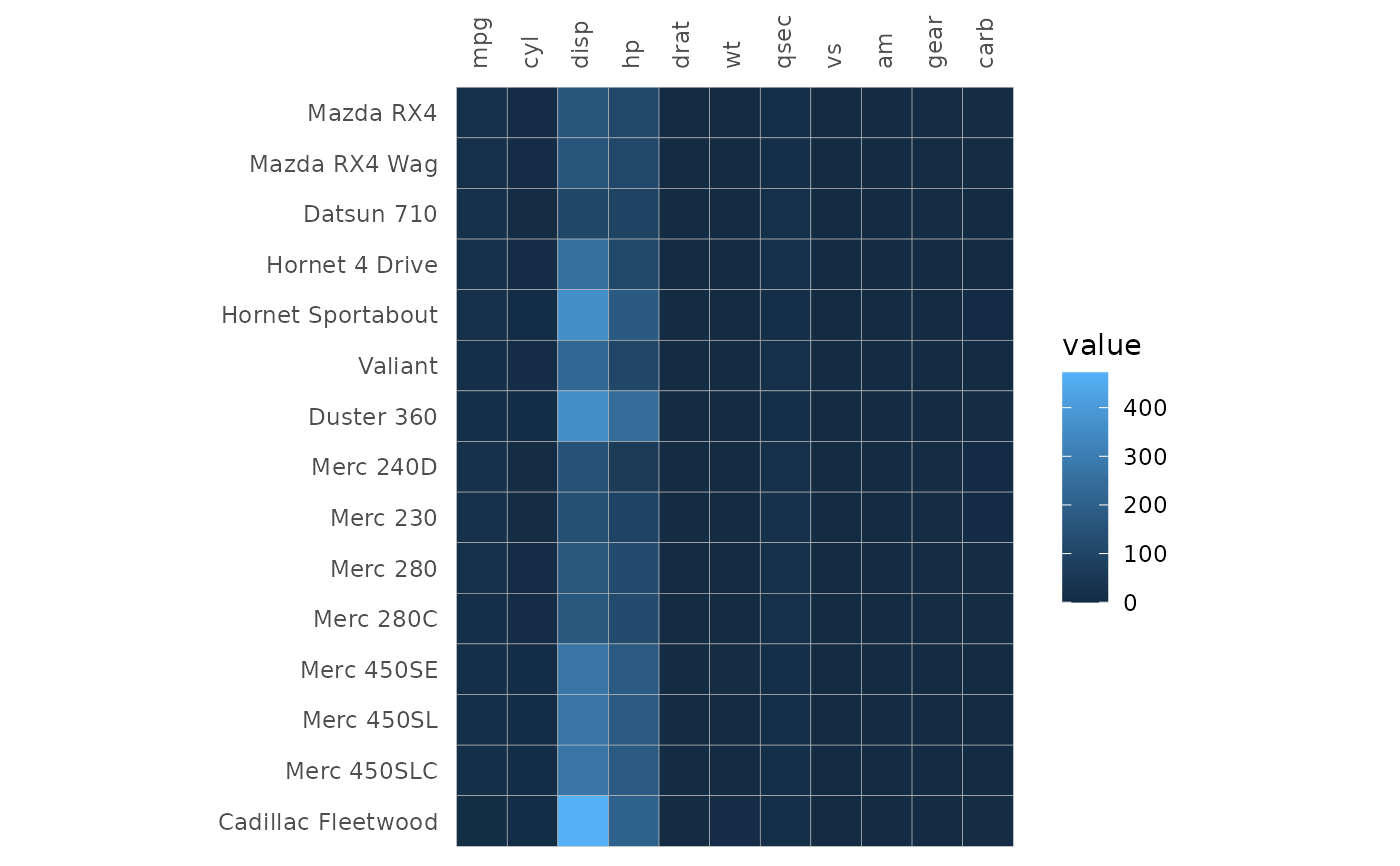 mpg cyl disp hp drat wt qsec vs am gear carb
Mazda RX4
Mazda RX4 Wag
Datsun 710
Hornet 4 Drive
Hornet Sportabout
Valiant
Duster 360
Merc 240D
Merc 230
Merc 280
Merc 280C
Merc 450SE
Merc 450SL
Merc 450SLC
Cadillac Fleetwood
value
400
300
200
100
0